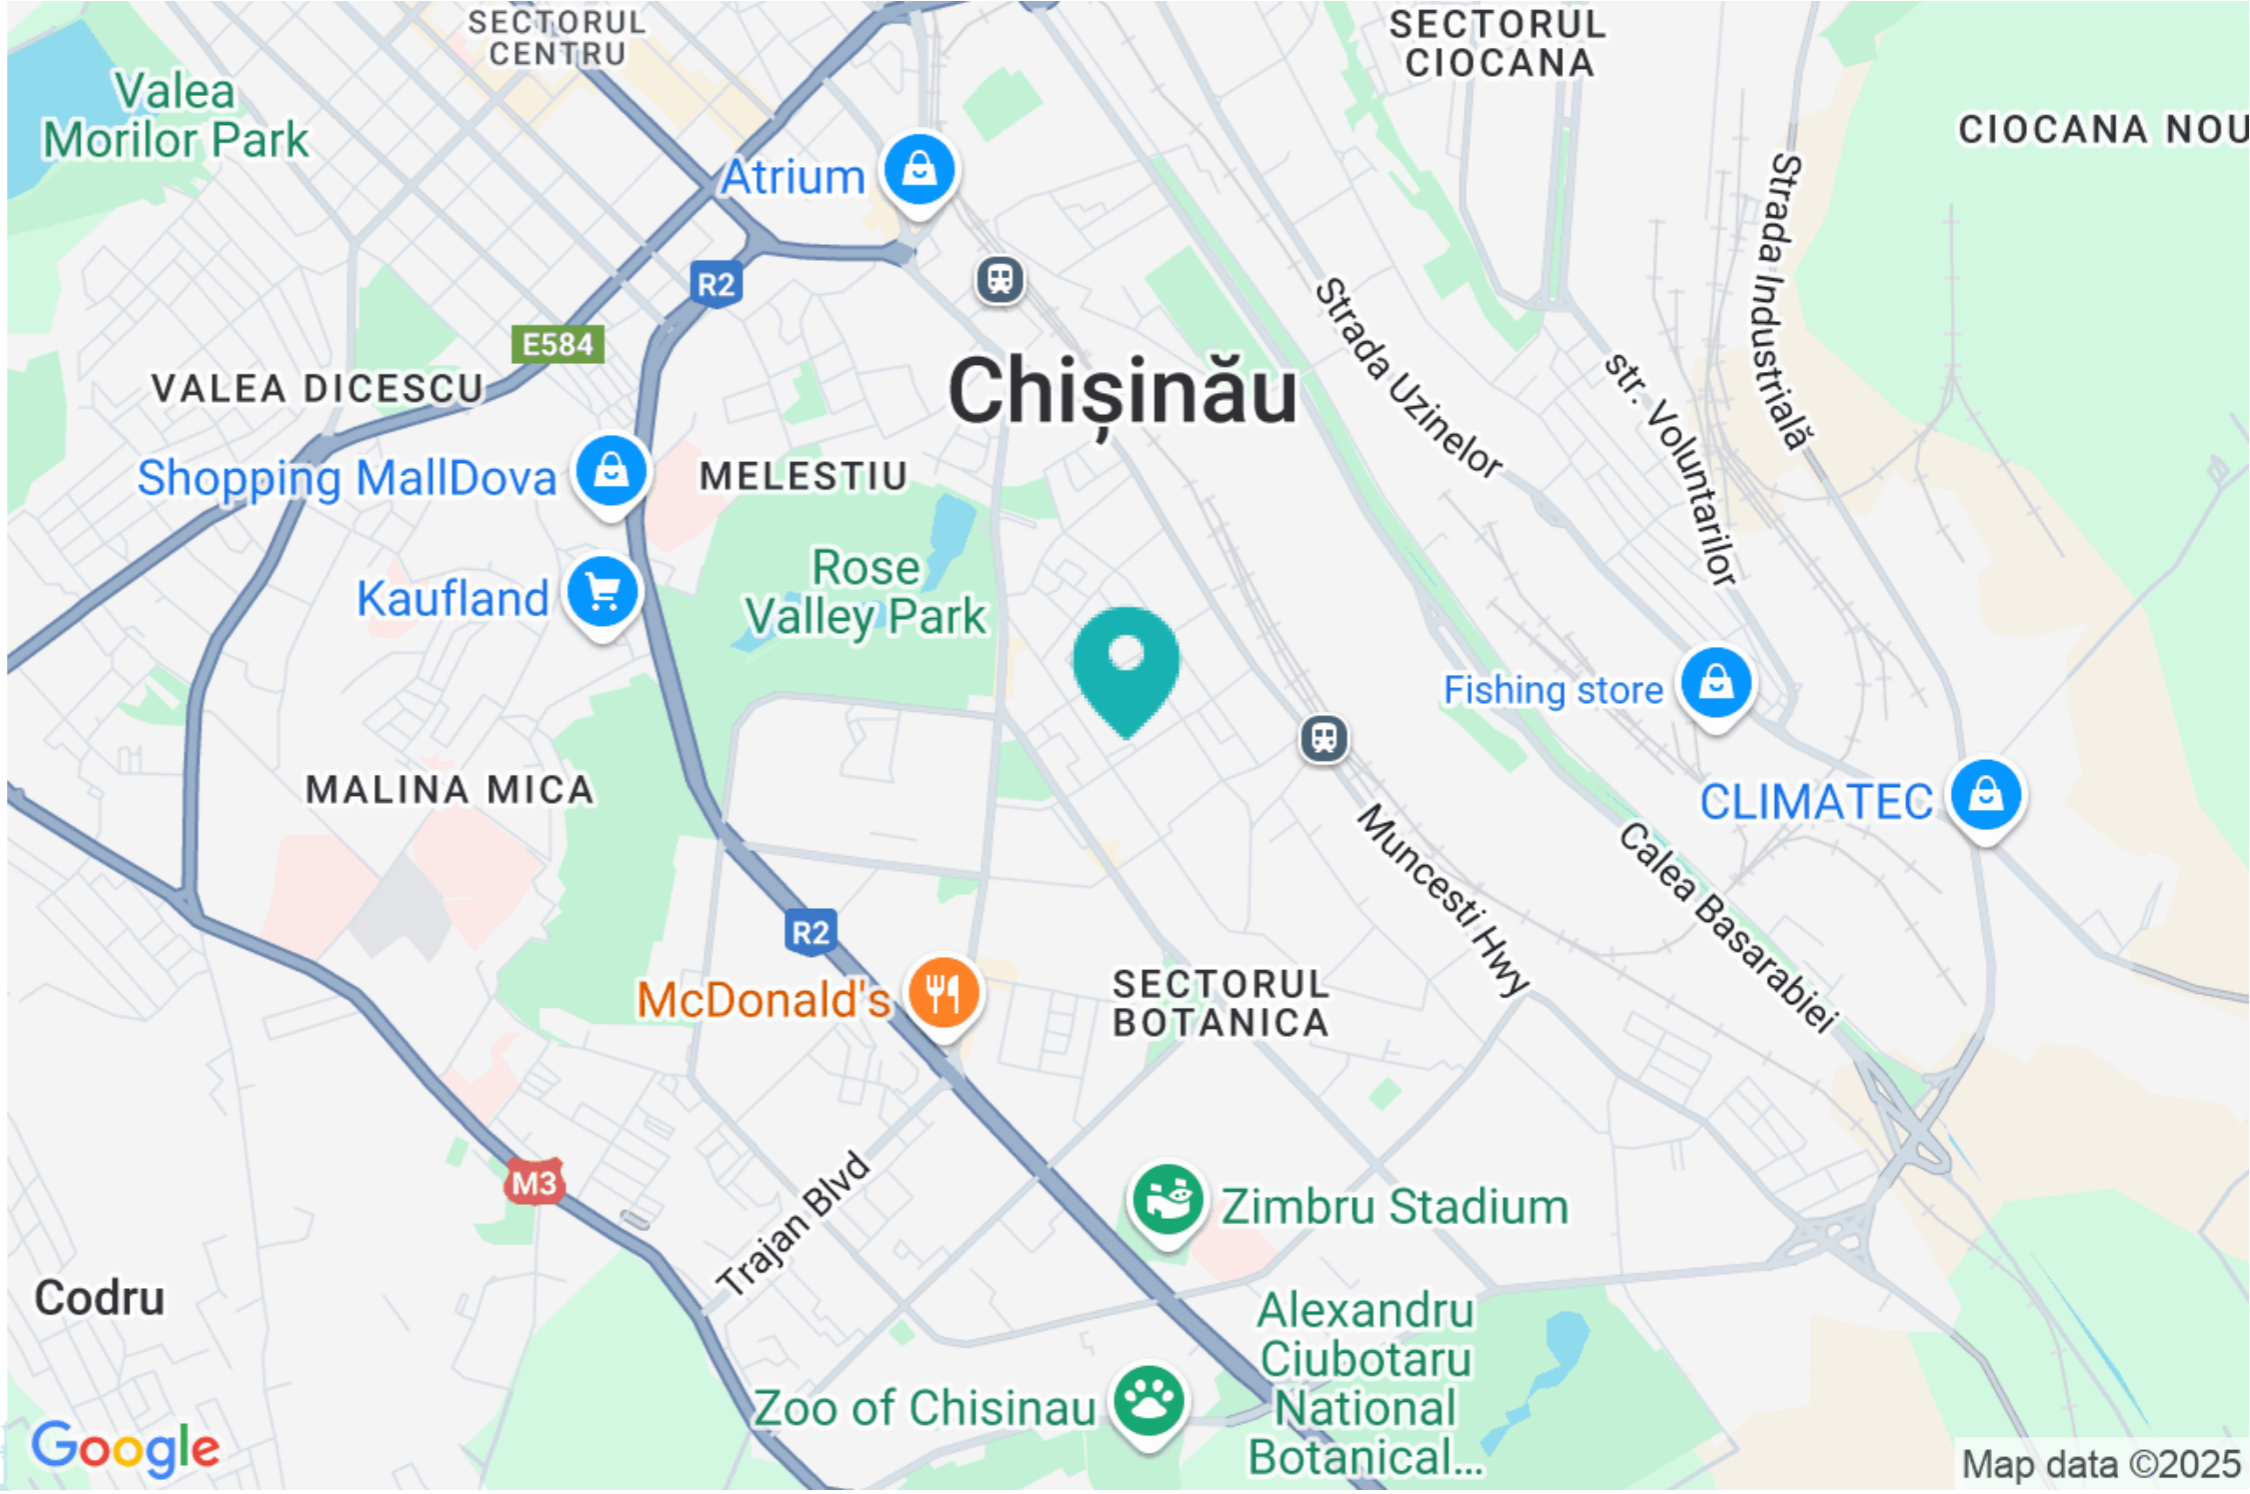 SECTORUL
CENTRU
SECTORUL
CIOCANA
Valea
Morilor Park
CIOCANA NOU
Atrium
Strada Industrială
R2
Strada Uzinelor
E584
str. Voluntarilor
Chișinău
VALEA DICESCU
MELESTIU
Shopping MallDova
Rose
Valley Park
Kaufland
Fishing store
MALINA MICA
CLIMATEC
Muncesti Hwy
Calea Basarabiei
R2
McDonald's
SECTORUL
BOTANICA
M3
Trajan Blvd
Zimbru Stadium
Codru
Alexandru
Ciubotaru
National
Botanical...
Zoo of Chisinau
Google
Map data ©2025